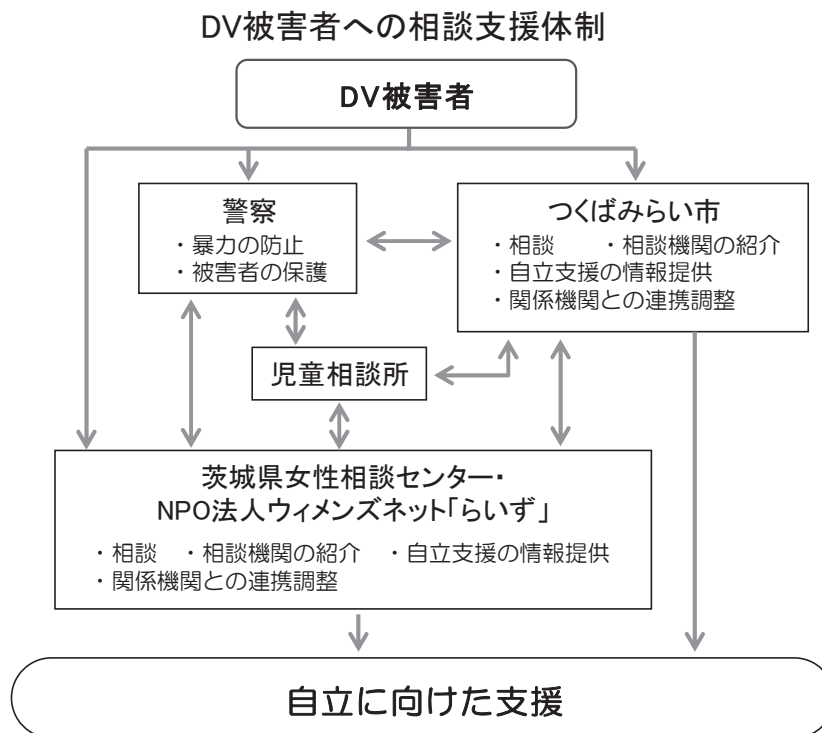 DV被害者への相談支援体制
DV被害者
警察
・暴力の防止
・被害者の保護
つくばみらい市
・相談　・相談機関の紹介
・自立支援の情報提供
・関係機関との連携調整
児童相談所
茨城県女性相談センター・
NPO法人ウィメンズネット「らいず」
・相談　・相談機関の紹介　・自立支援の情報提供
・関係機関との連携調整
自立に向けた支援